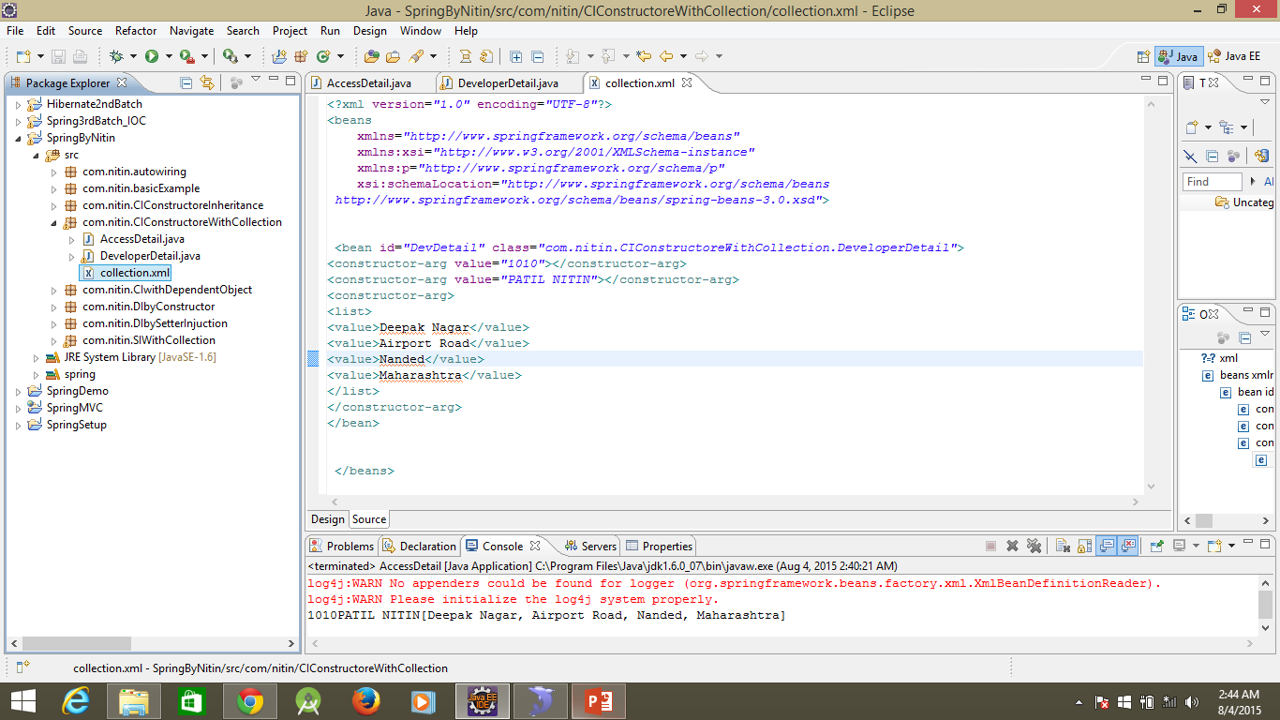 Java - SpringByNitin/src/com/nitin/CIConstructoreWithCollection/collection.xml - Eclipse
File Edit Source Refactor Navigate Search Project Run Design Window Help
Java Java EE
Package Explorer
Hibernate2ndBatch
Spring3rdBatch_IOC
SpringByNitin
src
com.nitin.autowiring
com.nitin.basicExample
com.nitin.CIConstructoreInheritance
com.nitin.CIConstructoreWithCollection
AccessDetail.java
DeveloperDetail.java
collection.xml
com.nitin.CIwithDependentObject
com.nitin.DIbyConstructor
com.nitin.DIbySetterInjuction
com.nitin.SIWithCollection
JRE System Library [JavaSE-1.6]
spring
SpringDemo
SpringMVC
SpringSetup
AccessDetail.java DeveloperDetail.java collection.xml
<?xml version="1.0" encoding="UTF-8"?>
<beans
xmlns="http://www.springframework.org/schema/beans"
xmlns:xsi="http://www.w3.org/2001/XMLSchema-instance"
xmlns:p="http://www.springframework.org/schema/p"
xsi:schemaLocation="http://www.springframework.org/schema/beans
http://www.springframework.org/schema/beans/spring-beans-3.0.xsd">
<bean id="DevDetail" class="com.nitin.CIConstructoreWithCollection.DeveloperDetail">
<constructor-arg value="1010"></constructor-arg>
<constructor-arg value="PATIL NITIN"></constructor-arg>
<constructor-arg>
<list>
<value>Deepak Nagar</value>
<value>Airport Road</value>
<value>Nanded</value>
<value>Maharashtra</value>
</list>
</constructor-arg>
</bean>
</beans>
Design Source
T
Find Al
Uncateg
O
?=? xml
beans xmlr
bean id
con
con
con
Problems Declaration Console Servers Properties
<terminated> AccessDetail [Java Application] C:\Program Files\Java\jdk1.6.0_07\bin\javaw.exe (Aug 4, 2015 2:40:21 AM)
log4j:WARN No appenders could be found for logger (org.springframework.beans.factory.xml.XmlBeanDefinitionReader).
log4j:WARN Please initialize the log4j system properly.
1010PATIL NITIN[Deepak Nagar, Airport Road, Nanded, Maharashtra]
collection.xml - SpringByNitin/src/com/nitin/CIConstructoreWithCollection
Java EE
IDE
2:44 AM
8/4/2015